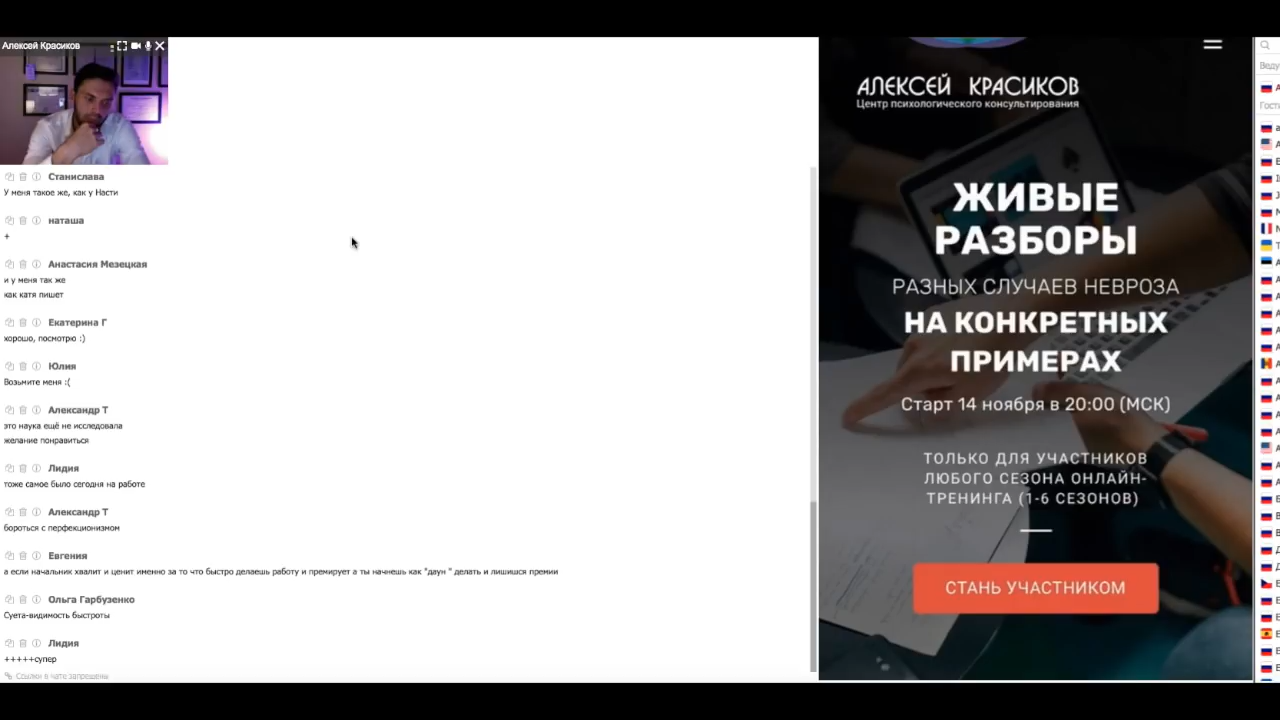 Алексей Красиков
Станислава
У меня такое же, как у Насти
наташа
+
Анастасия Мезецкая
и у меня так же
как катя пишет
Екатерина Г
хорошо, посмотрю :)
Юлия
Возьмите меня :(
Александр Т
это наука ещё не исследовала
желание понравиться
Лидия
тоже самое было сегодня на работе
Александр Т
бороться с перфекционизмом
Евгения
а если начальник хвалит и ценит именно за то что быстро делаешь работу и премирует а ты начнешь как "даун " делать и лишишся премии
Ольга Гарбузенко
Суета-видимость быстроты
Лидия
+++++супер
Ссылки в чате запрещены
АЛЕКСЕЙ КРАСИКОВ
Центр психологического консультирования
ЖИВЫЕ
РАЗБОРЫ
РАЗНЫХ СЛУЧАЕВ НЕВРОЗА
НА КОНКРЕТНЫХ
ПРИМЕРАХ
Старт 14 ноября в 20:00 (МСК)
ТОЛЬКО ДЛЯ УЧАСТНИКОВ
ЛЮБОГО СЕЗОНА ОНЛАЙН-
ТРЕНИНГА (1-6 СЕЗОНОВ)
СТАНЬ УЧАСТНИКОМ